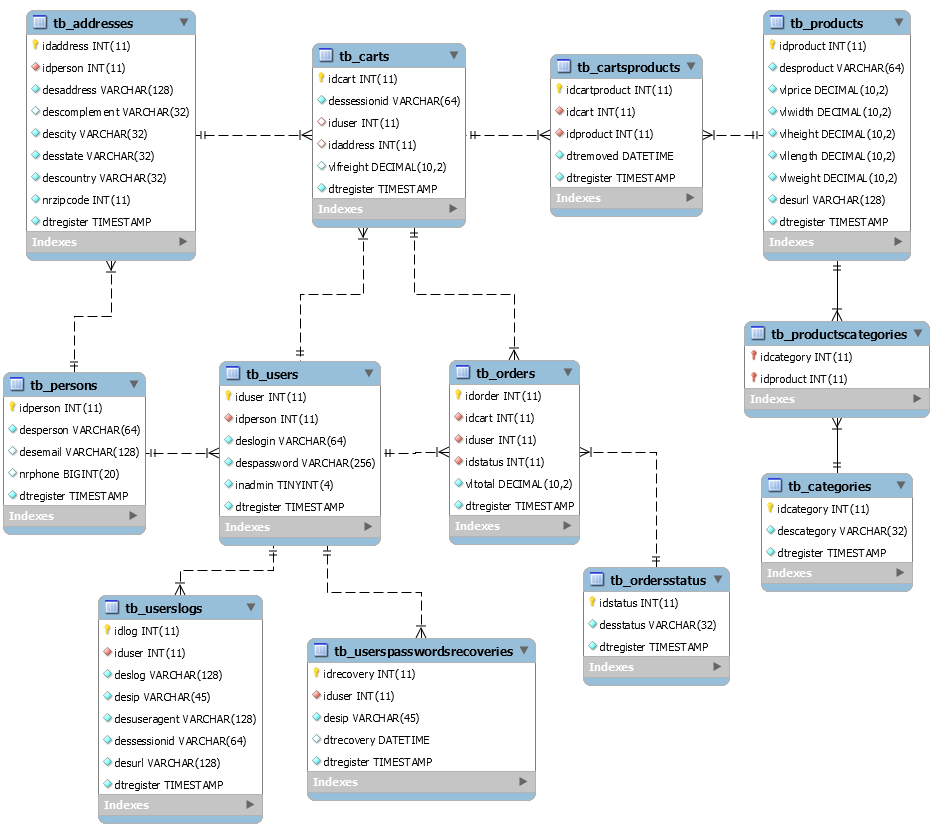 tb_addresses
idaddress INT(11)
idperson INT(11)
desaddress VARCHAR(128)
descomplement VARCHAR(32)
descity VARCHAR(32)
desstate VARCHAR(32)
descountry VARCHAR(32)
nrzipcode INT(11)
dtregister TIMESTAMP
Indexes
tb_carts
idcart INT(11)
dessessionid VARCHAR(64)
iduser INT(11)
idaddress INT(11)
vlfreight DECIMAL(10,2)
dtregister TIMESTAMP
Indexes
tb_cartsproducts
idcartproduct INT(11)
idcart INT(11)
idproduct INT(11)
dtremoved DATETIME
dtregister TIMESTAMP
Indexes
tb_products
idproduct INT(11)
desproduct VARCHAR(64)
vlprice DECIMAL(10,2)
vlwidth DECIMAL(10,2)
vlheight DECIMAL(10,2)
vllength DECIMAL(10,2)
vlweight DECIMAL(10,2)
desurl VARCHAR(128)
dtregister TIMESTAMP
Indexes
tb_persons
idperson INT(11)
desperson VARCHAR(64)
desemail VARCHAR(128)
nrphone BIGINT(20)
dtregister TIMESTAMP
Indexes
tb_users
iduser INT(11)
idperson INT(11)
deslogin VARCHAR(64)
despassword VARCHAR(256)
inadmin TINYINT(4)
dtregister TIMESTAMP
Indexes
tb_orders
idorder INT(11)
idcart INT(11)
iduser INT(11)
idstatus INT(11)
vltotal DECIMAL(10,2)
dtregister TIMESTAMP
Indexes
tb_productscategories
idcategory INT(11)
idproduct INT(11)
Indexes
tb_categories
idcategory INT(11)
descategory VARCHAR(32)
dtregister TIMESTAMP
Indexes
tb_userslogs
idlog INT(11)
iduser INT(11)
deslog VARCHAR(128)
desip VARCHAR(45)
desuseragent VARCHAR(128)
dessessionid VARCHAR(64)
desurl VARCHAR(128)
dtregister TIMESTAMP
Indexes
tb_userspasswordsrecoveries
idrecovery INT(11)
iduser INT(11)
desip VARCHAR(45)
dtrecovery DATETIME
dtregister TIMESTAMP
Indexes
tb_ordersstatus
idstatus INT(11)
desstatus VARCHAR(32)
dtregister TIMESTAMP
Indexes